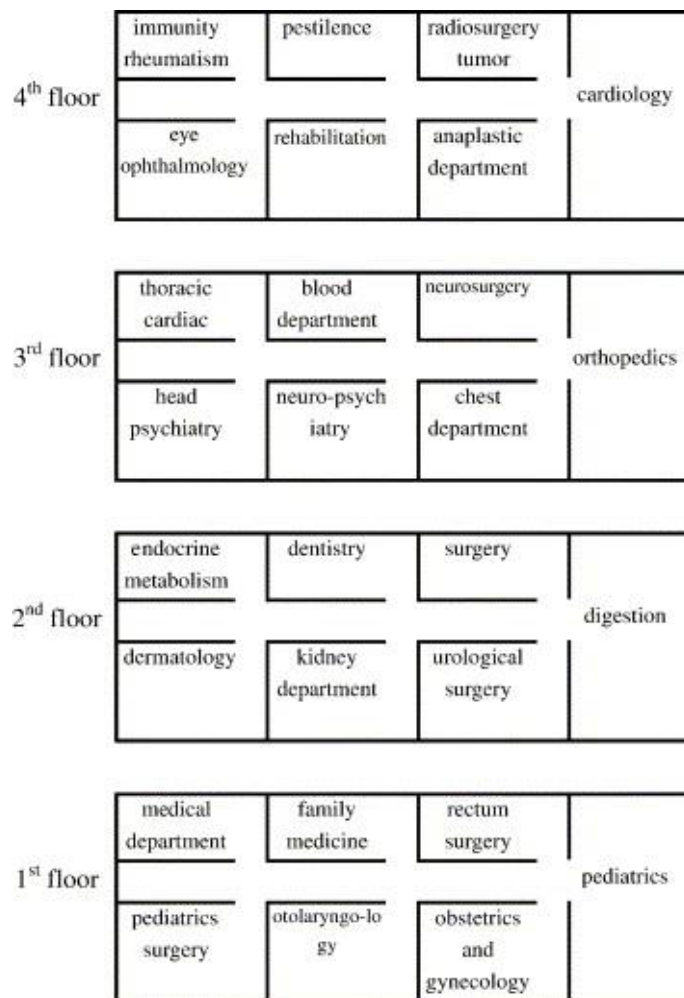 immunity
rheumatism
pestilence
radiosurgery
tumor
4th floor
cardiology
eye
ophthalmology
rehabilitation
anaplastic
department
thoracic
cardiac
blood
department
neurosurgery
3rd floor
orthopedics
head
psychiatry
neuro-psych
iatry
chest
department
endocrine
metabolism
dentistry
surgery
2nd floor
digestion
dermatology
kidney
department
urological
surgery
medical
department
family
medicine
rectum
surgery
1st floor
pediatrics
pediatrics
surgery
otolaryngo-lo
gy
obstetrics
and
gynecology